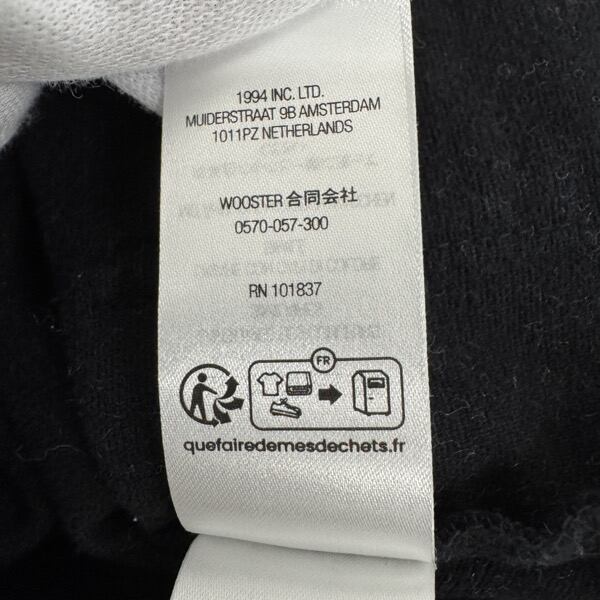 1994 INC. LTD.
MUIDERSTRAAT 9B AMSTERDAM
1011PZ NETHERLANDS
WOOSTER 合同会社
0570-057-300
RN 101837
FR
quefairedemesdechets.fr